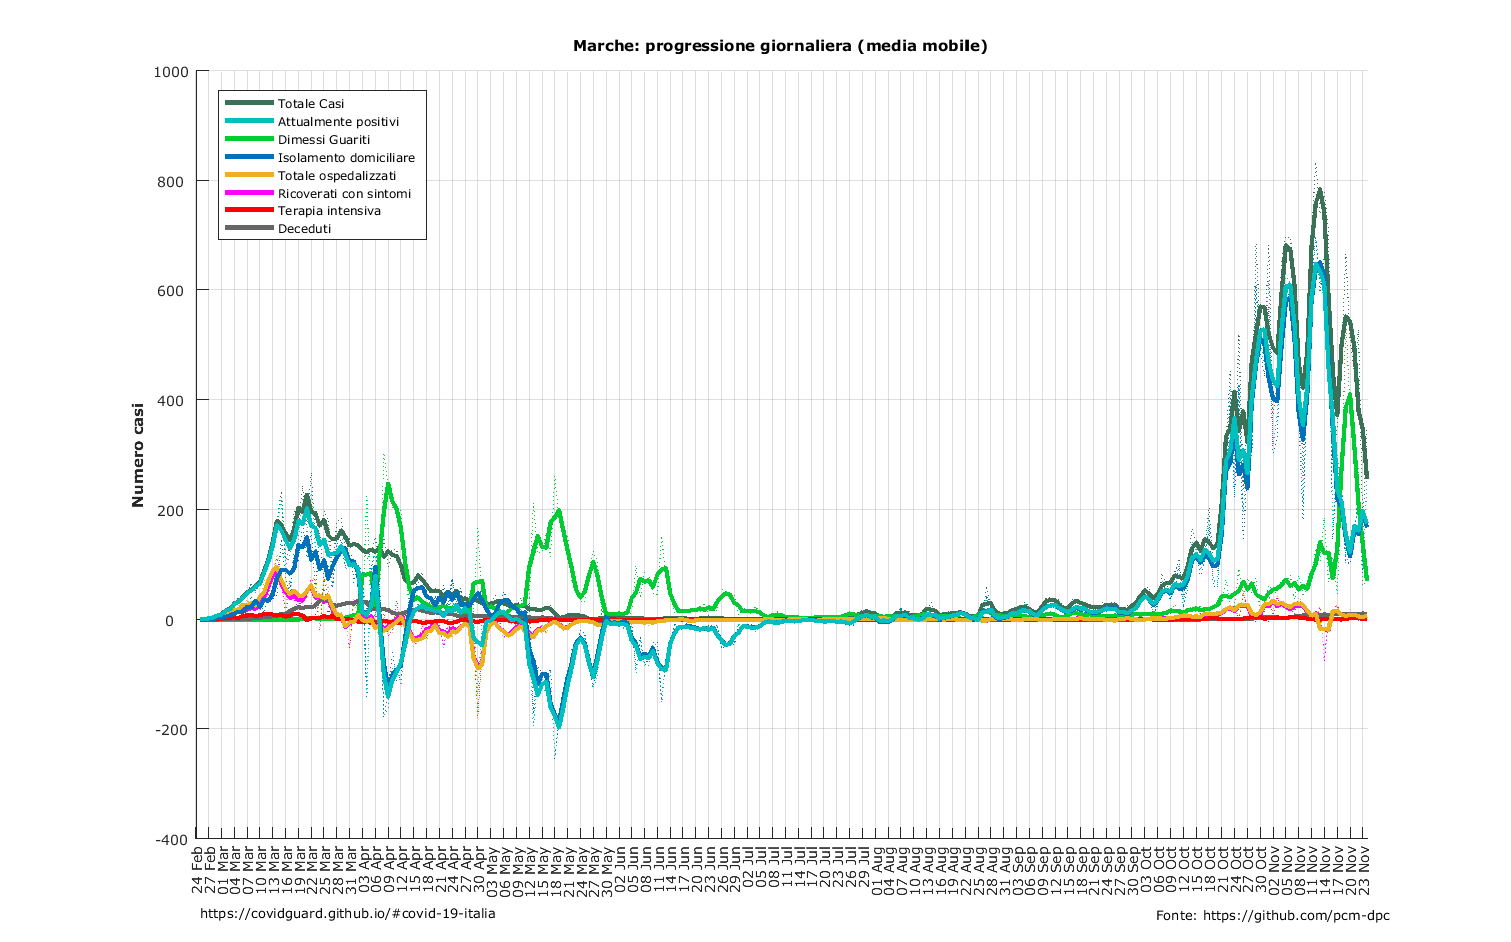 Marche: progressione giornaliera (media mobile)
Numero casi
1000
800
600
400
200
0
-200
-400
Totale Casi
Attualmente positivi
Dimessi Guariti
Isolamento domiciliare
Totale ospedalizzati
Ricoverati con sintomi
Terapia intensiva
Deceduti
24 Feb
27 Feb
01 Mar
04 Mar
07 Mar
10 Mar
13 Mar
16 Mar
19 Mar
22 Mar
25 Mar
28 Mar
31 Mar
03 Apr
06 Apr
09 Apr
12 Apr
15 Apr
18 Apr
21 Apr
24 Apr
27 Apr
30 Apr
03 May
06 May
09 May
12 May
15 May
18 May
21 May
24 May
27 May
30 May
02 Jun
05 Jun
08 Jun
11 Jun
14 Jun
17 Jun
20 Jun
23 Jun
26 Jun
29 Jun
02 Jul
05 Jul
08 Jul
11 Jul
14 Jul
17 Jul
20 Jul
23 Jul
26 Jul
29 Jul
01 Aug
04 Aug
07 Aug
10 Aug
13 Aug
16 Aug
19 Aug
22 Aug
25 Aug
28 Aug
31 Aug
03 Sep
06 Sep
09 Sep
12 Sep
15 Sep
18 Sep
21 Sep
24 Sep
27 Sep
30 Sep
03 Oct
06 Oct
09 Oct
12 Oct
15 Oct
18 Oct
21 Oct
24 Oct
27 Oct
30 Oct
02 Nov
05 Nov
08 Nov
11 Nov
14 Nov
17 Nov
20 Nov
23 Nov
https://covidguard.github.io/#covid-19-italia
Fonte: https://github.com/pcm-dpc